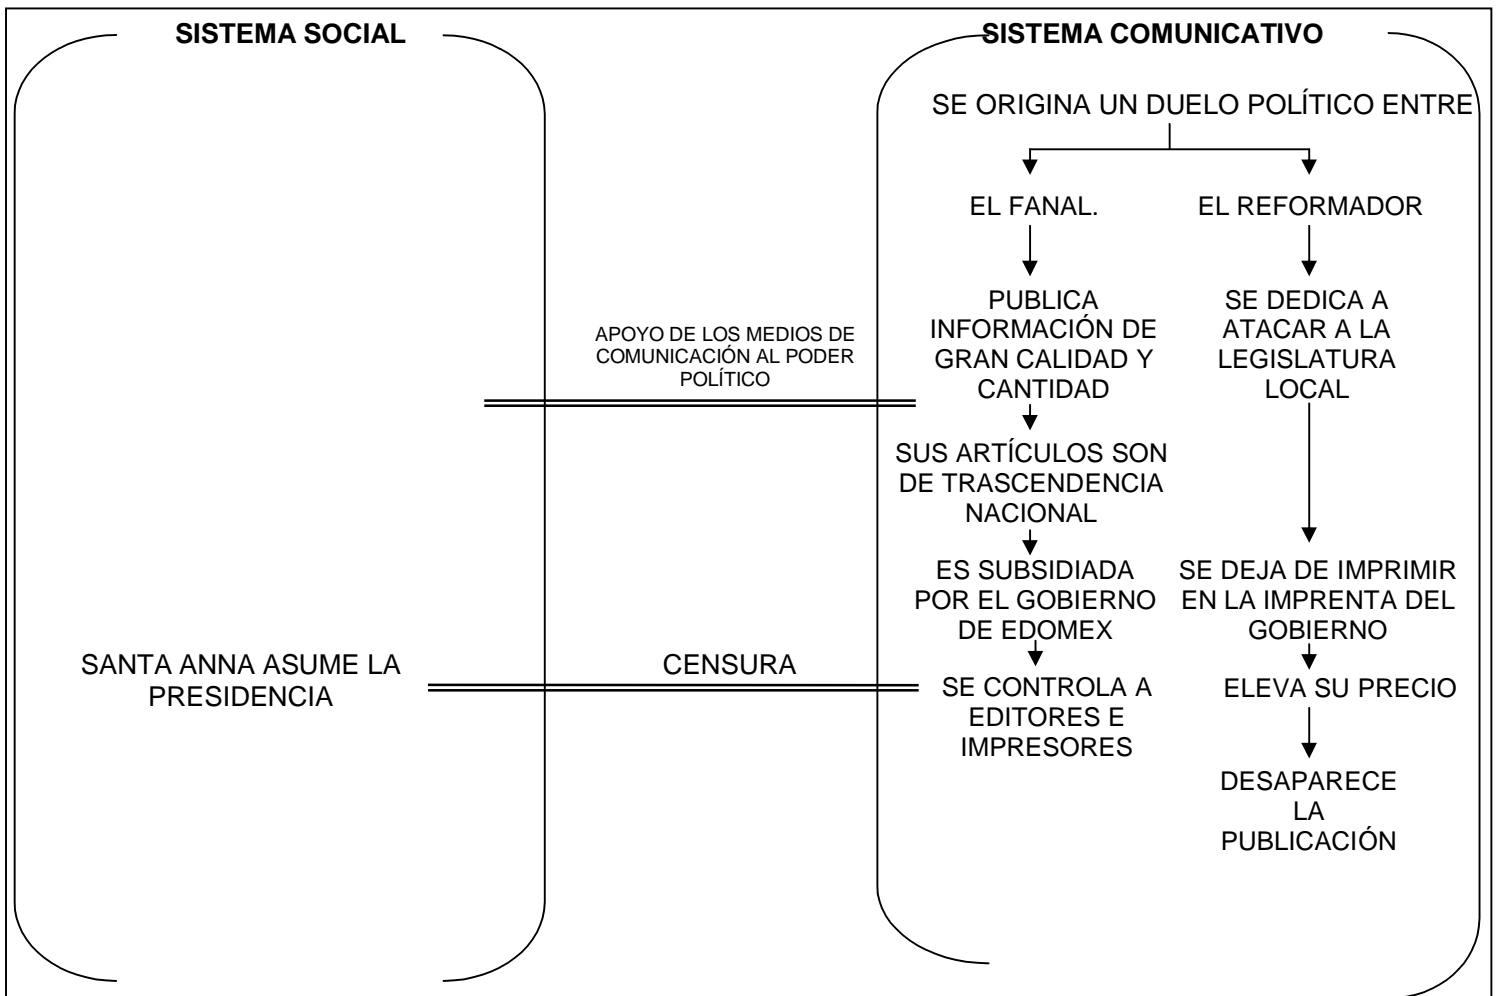 SISTEMA SOCIAL
SISTEMA COMUNICATIVO
SE ORIGINA UN DUELO POLÍTICO ENTRE
EL FANAL.
EL REFORMADOR
PUBLICA
INFORMACIÓN DE
GRAN CALIDAD Y
CANTIDAD
SE DEDICA A
ATACAR A LA
LEGISLATURA
LOCAL
APOYO DE LOS MEDIOS DE
COMUNICACIÓN AL PODER
POLÍTICO
SUS ARTÍCULOS SON
DE TRASCENDENCIA
NACIONAL
ES SUBSIDIADA
POR EL GOBIERNO
DE EDOMEX
SE DEJA DE IMPRIMIR
EN LA IMPRENTA DEL
GOBIERNO
SANTA ANNA ASUME LA
PRESIDENCIA
CENSURA
SE CONTROLA A
EDITORES E
IMPRESORES
ELEVA SU PRECIO
DESAPARECE
LA
PUBLICACIÓN